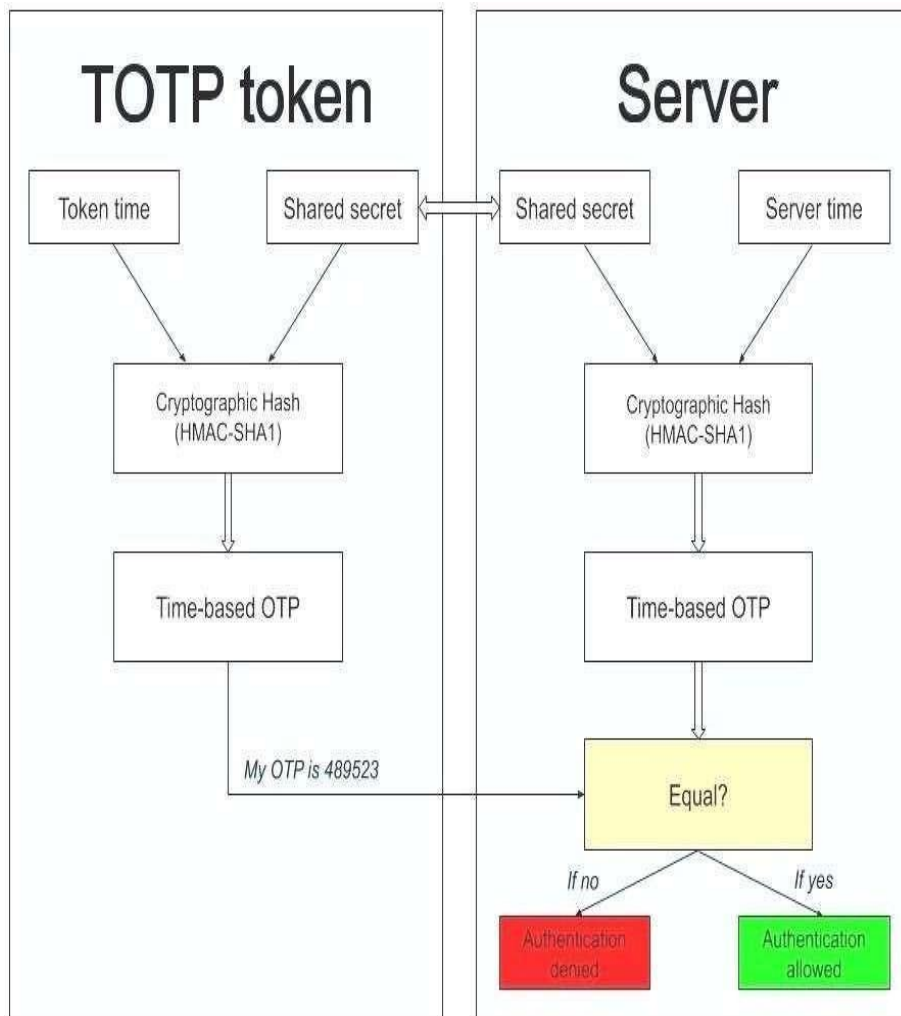 TOTP token
Token time
Shared secret
Cryptographic Hash
(HMAC-SHA1)
Time-based OTP
My OTP is 489523
Server
Shared secret
Server time
Cryptographic Hash
(HMAC-SHA1)
Time-based OTP
Equal?
If no
If yes
Authentication
denied
Authentication
allowed